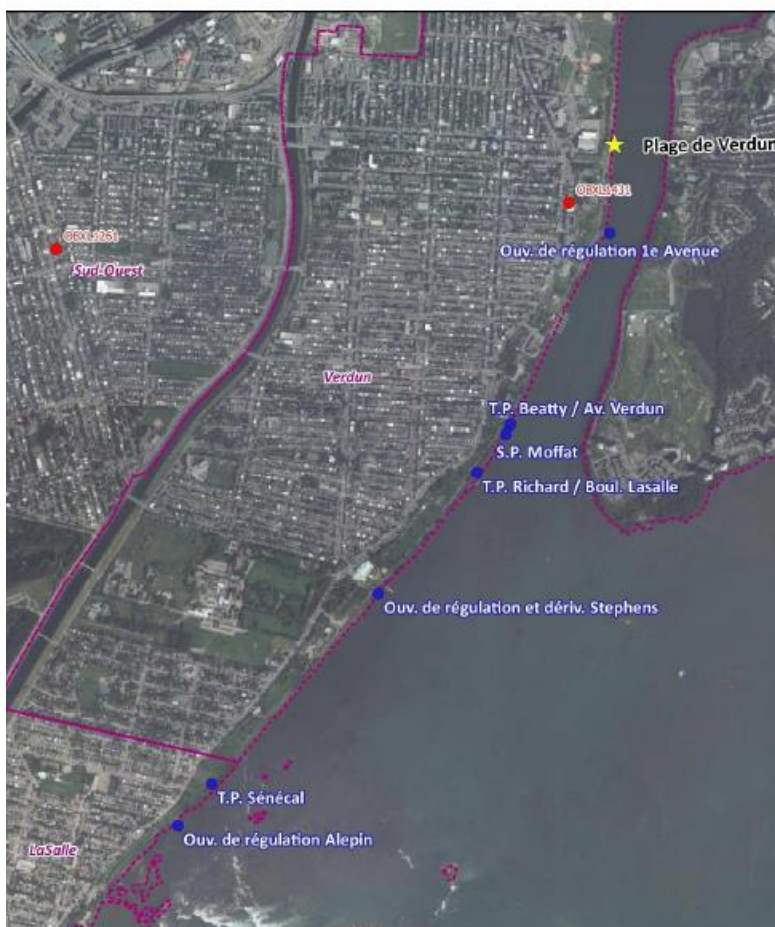 Plage de Verdun
OBXL1431
Ouv. de régulation 1e Avenue
OBXL1261
Sud-Ouest
Verdun
T.P. Beatty / Av. Verdun
S.P. Moffat
T.P. Richard / Boul. Lasalle
Ouv. de régulation et dériv. Stephens
T.P. Sénécal
Ouv. de régulation Alepin
LaSalle